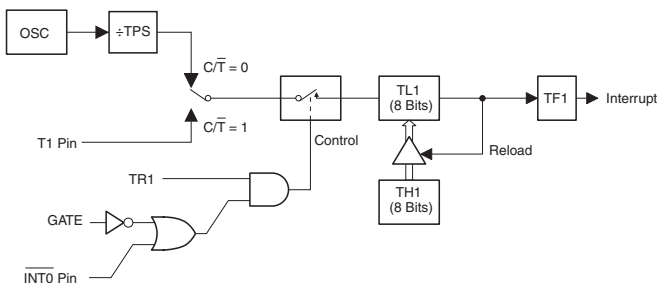 OSC
÷TPS
C/T̅ = 0
TL1
(8 Bits)
TF1
Interrupt
C/T̅ = 1
T1 Pin
Control
Reload
TR1
TH1
(8 Bits)
GATE
I̅N̅T̅0̅ Pin